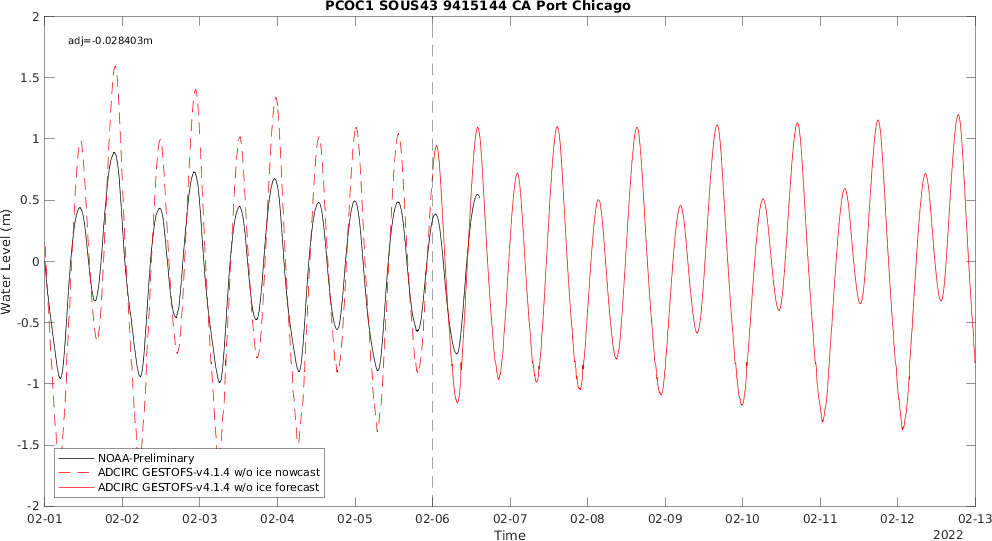 PCOC1 SOUS43 9415144 CA Port Chicago
adj=-0.028403m
2
1.5
1
0.5
0
-0.5
-1
-1.5
-2
Water Level (m)
NOAA-Preliminary
ADCIRC GESTOFS-v4.1.4 w/o ice nowcast
ADCIRC GESTOFS-v4.1.4 w/o ice forecast
02-01 02-02 02-03 02-04 02-05 02-06 02-07 02-08 02-09 02-10 02-11 02-12 02-13
Time
2022